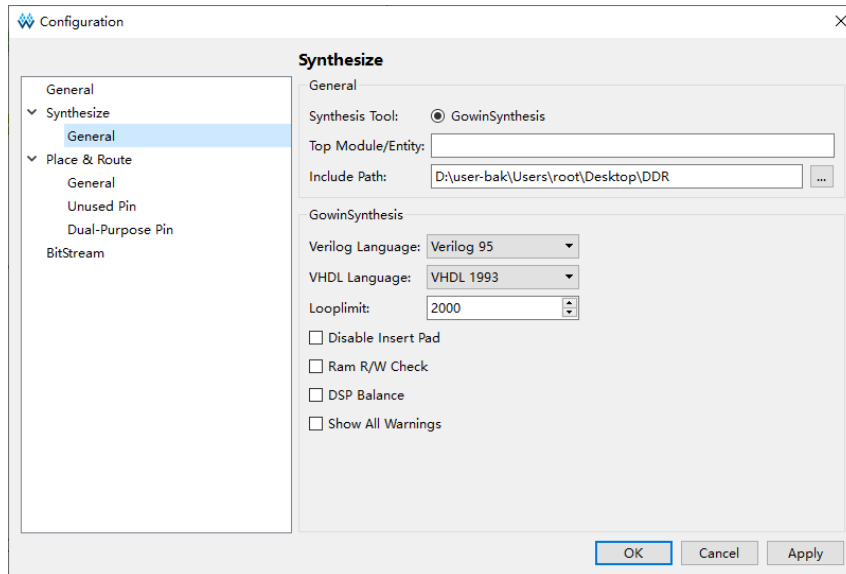 Configuration
General
Synthesize
General
Place & Route
General
Unused Pin
Dual-Purpose Pin
BitStream
Synthesize
General
Synthesis Tool: GowinSynthesis
Top Module/Entity:
Include Path: D:\user-bak\Users\root\Desktop\DDR ...
GowinSynthesis
Verilog Language: Verilog 95
VHDL Language: VHDL 1993
Looplimit: 2000
Disable Insert Pad
Ram R/W Check
DSP Balance
Show All Warnings
OK Cancel Apply